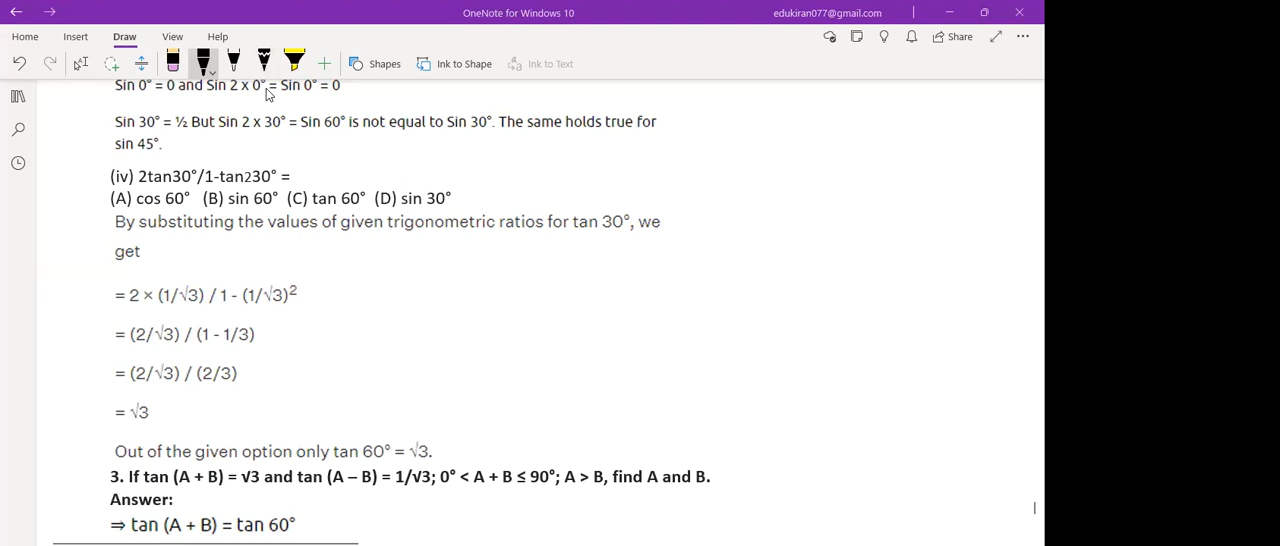 OneNote for Windows 10
edukiran077@gmail.com
Home Insert Draw View Help
Share
Shapes Ink to Shape Ink to Text
Sin 0° = 0 and Sin 2 x 0° = Sin 0° = 0
Sin 30° = ½ But Sin 2 x 30° = Sin 60° is not equal to Sin 30°. The same holds true for
sin 45°.
(iv) 2tan30°/1-tan230° =
(A) cos 60° (B) sin 60° (C) tan 60° (D) sin 30°
By substituting the values of given trigonometric ratios for tan 30°, we
get
= 2 × (1/√3) / 1 - (1/√3)²
= (2/√3) / (1 - 1/3)
= (2/√3) / (2/3)
= √3
Out of the given option only tan 60° = √3.
3. If tan (A + B) = √3 and tan (A – B) = 1/√3; 0° < A + B ≤ 90°; A > B, find A and B.
Answer:
⇒ tan (A + B) = tan 60°